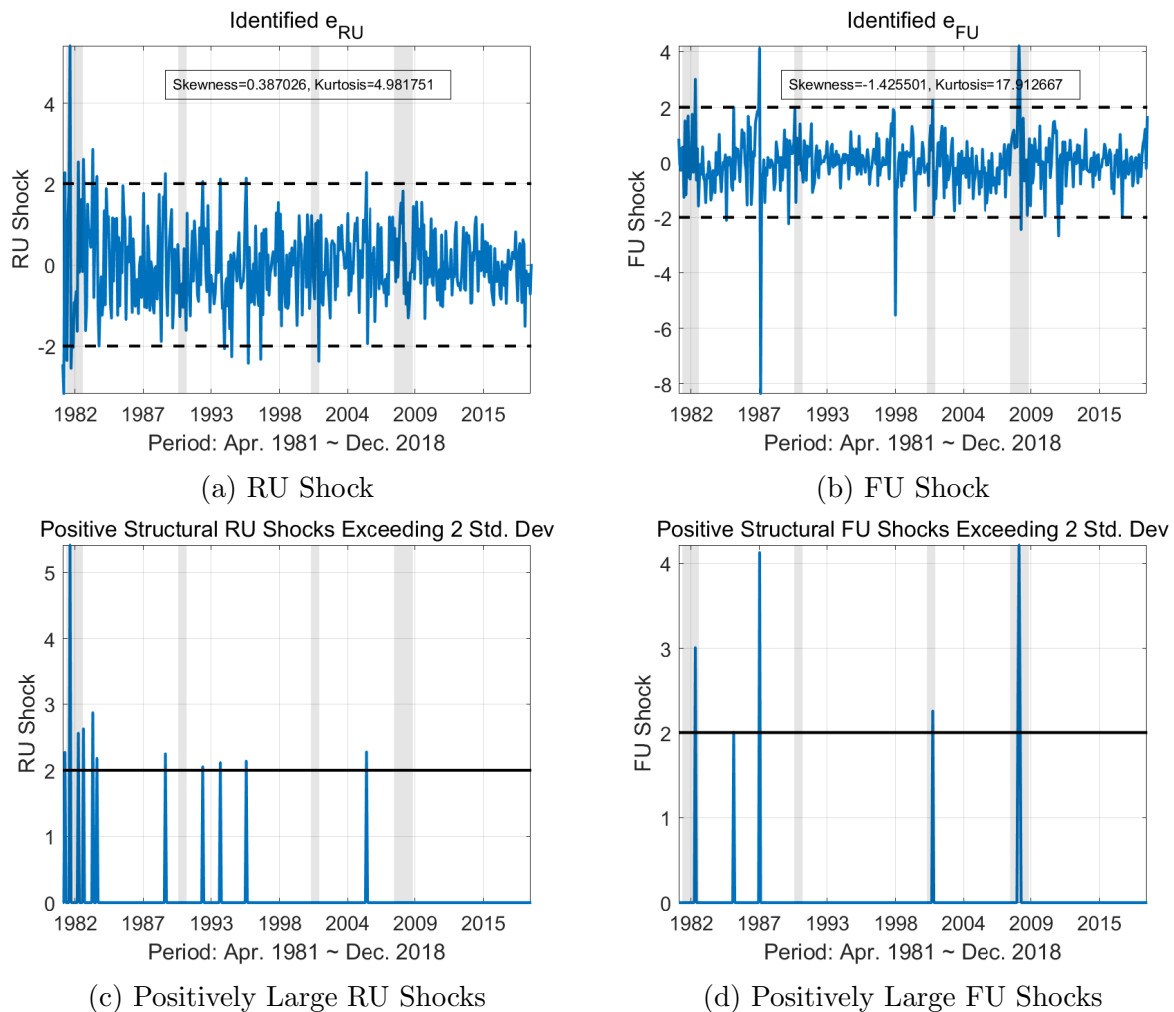 Identified e_RU
Skewness=0.387026, Kurtosis=4.981751
RU Shock
4
2
0
-2
1982 1987 1993 1998 2004 2009 2015
Period: Apr. 1981 ~ Dec. 2018
(a) RU Shock
Identified e_FU
Skewness=-1.425501, Kurtosis=17.912667
FU Shock
4
2
0
-2
-4
-6
-8
1982 1987 1993 1998 2004 2009 2015
Period: Apr. 1981 ~ Dec. 2018
(b) FU Shock
Positive Structural RU Shocks Exceeding 2 Std. Dev
RU Shock
5
4
3
2
1
0
1982 1987 1993 1998 2004 2009 2015
Period: Apr. 1981 ~ Dec. 2018
(c) Positively Large RU Shocks
Positive Structural FU Shocks Exceeding 2 Std. Dev
FU Shock
4
3
2
1
0
1982 1987 1993 1998 2004 2009 2015
Period: Apr. 1981 ~ Dec. 2018
(d) Positively Large FU Shocks